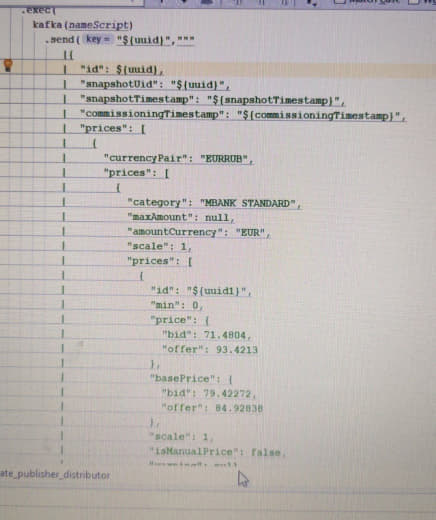 .exec(
kafka(nameScript)
.send( key = "${uuid}","""
|{
| "id": ${uuid},
| "snapshotUid": "${uuid}",
| "snapshotTimestamp": "${snapshotTimestamp}",
| "commissioningTimestamp": "${commissioningTimestamp}",
| "prices": [
| {
| "currencyPair": "EURRUB",
| "prices": [
| {
| "category": "MBANK STANDARD",
| "maxAmount": null,
| "amountCurrency": "EUR",
| "scale": 1,
| "prices": [
| {
| "id": "${uuid1}",
| "min": 0,
| "price": {
| "bid": 71.4804,
| "offer": 93.4213
| },
| "basePrice": {
| "bid": 79.42272,
| "offer": 84.92838
| },
| "scale": 1,
| "isManualPrice": false,
ate_publisher_distributor